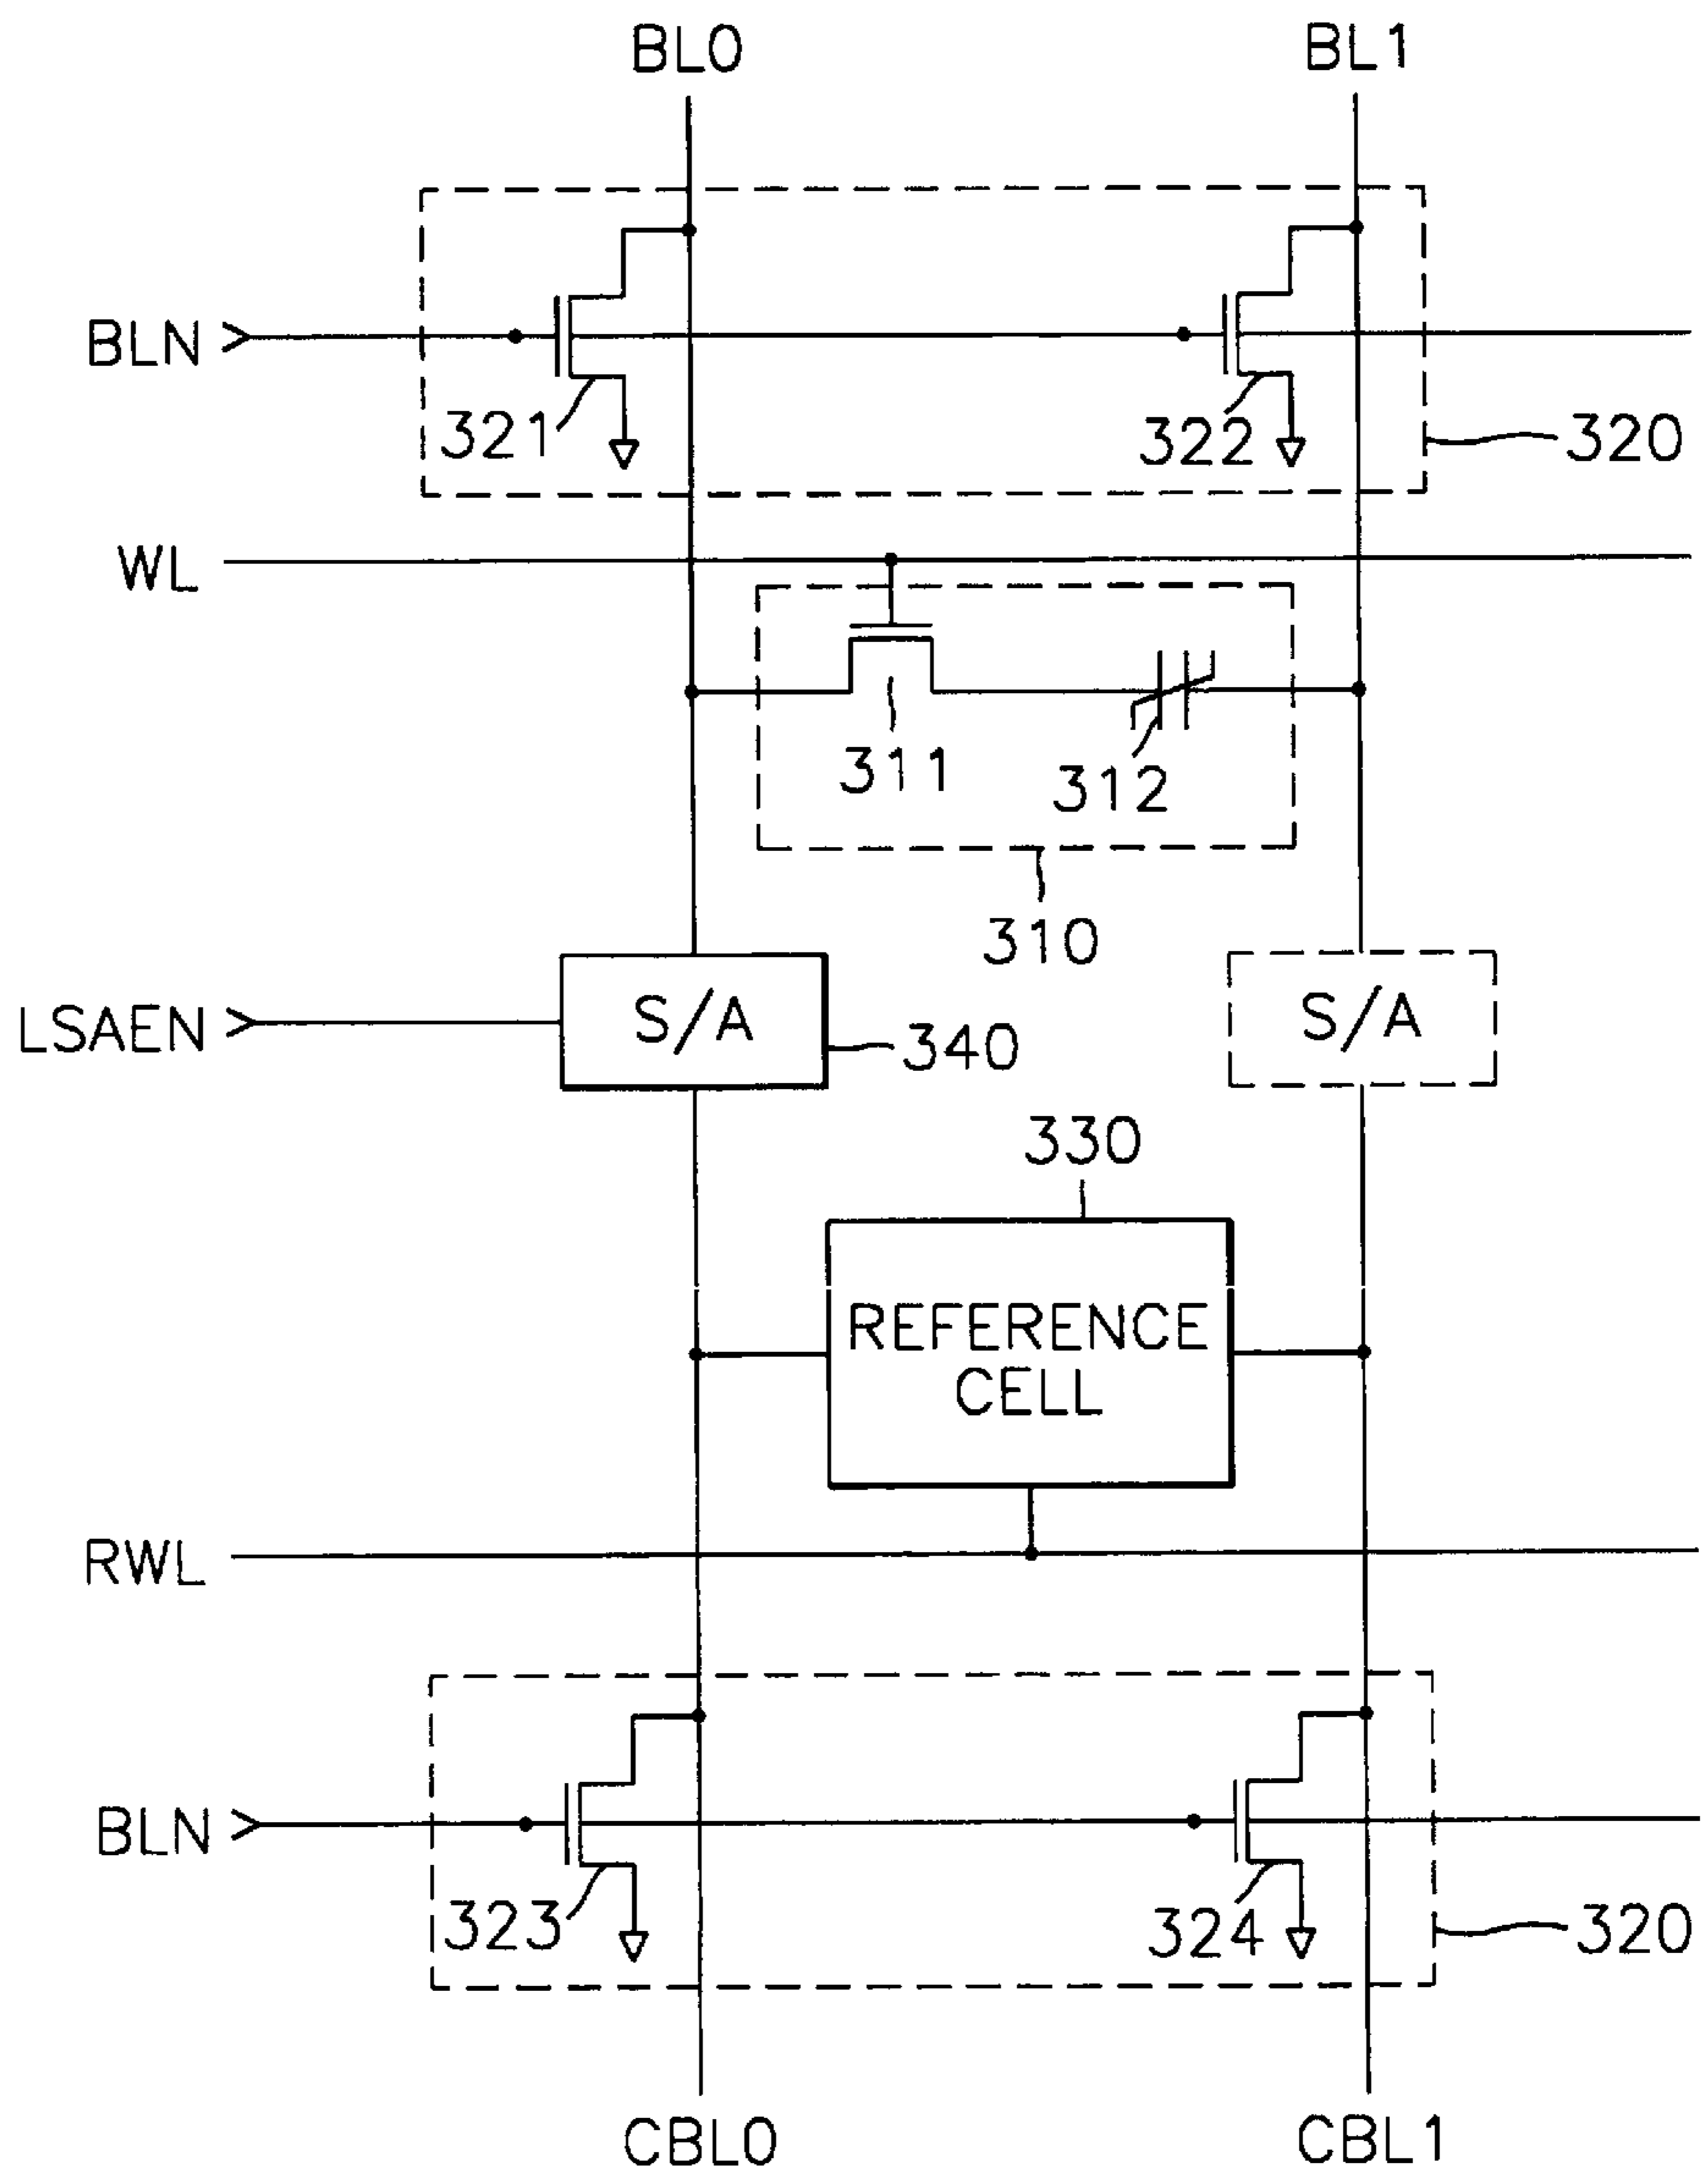 BL0
BL1
BLN
321
322
320
WL
311
312
310
LSAEN
S/A
340
S/A
330
REFERENCE
CELL
RWL
BLN
323
324
320
CBL0
CBL1